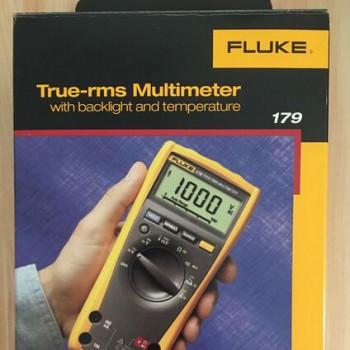 FLUKE®
True-rms Multimeter
with backlight and temperature
179
FLUKE
1000
V